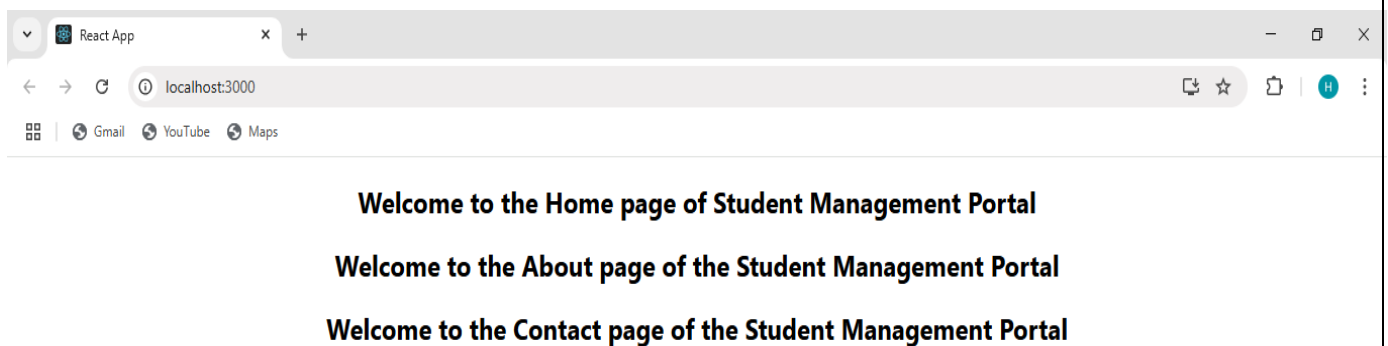 React App
localhost:3000
H
Gmail YouTube Maps
Welcome to the Home page of Student Management Portal
Welcome to the About page of the Student Management Portal
Welcome to the Contact page of the Student Management Portal